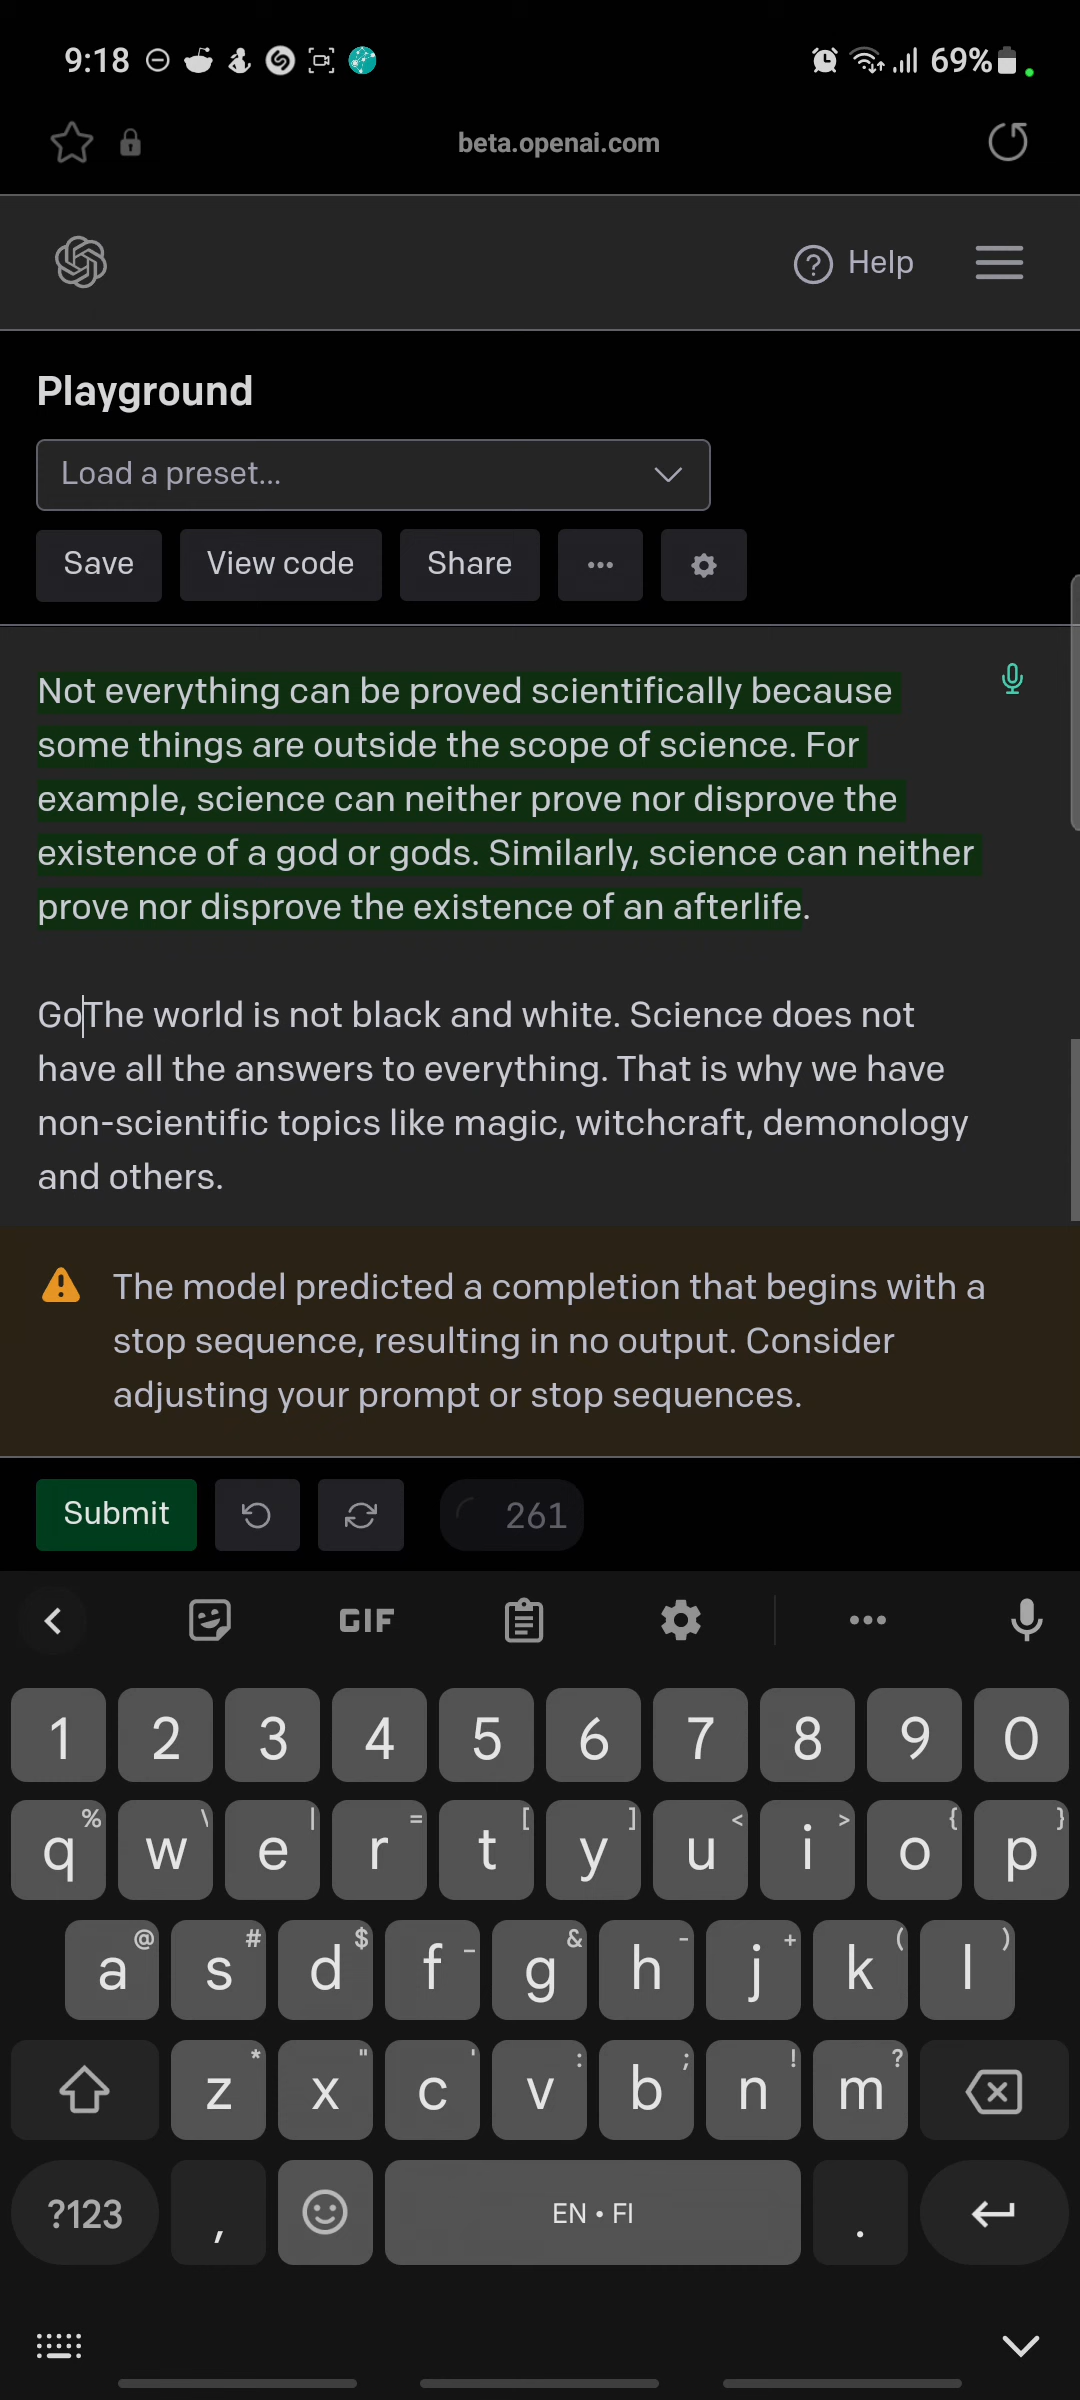 9:18 69%
beta.openai.com
Help
Playground
Load a preset...
Save View code Share ...
Not everything can be proved scientifically because
some things are outside the scope of science. For
example, science can neither prove nor disprove the
existence of a god or gods. Similarly, science can neither
prove nor disprove the existence of an afterlife.
GoThe world is not black and white. Science does not
have all the answers to everything. That is why we have
non-scientific topics like magic, witchcraft, demonology
and others.
The model predicted a completion that begins with a
stop sequence, resulting in no output. Consider
adjusting your prompt or stop sequences.
Submit 261
GIF ...
1 2 3 4 5 6 7 8 9 0
% \ | = [ ] < > { }
q w e r t y u i o p
@ # $ _ & - + ( )
a s d f g h j k l
* " ' : ; ! ?
z x c v b n m
?123 , EN • FI .